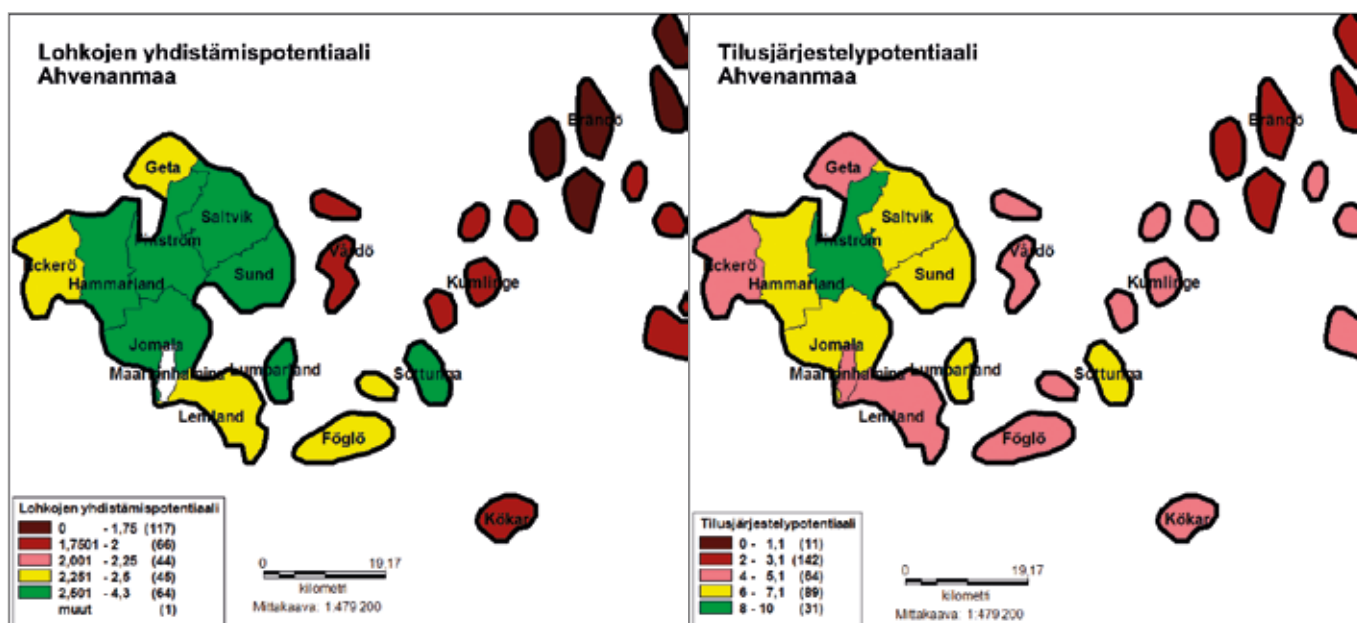 Lohkojen yhdistämispotentiaali
Ahvenanmaa
Brändö
Geta
Saltvik
Finström
Vårdö
Eckerö
Sund
Hammarland
Kumlinge
Jomala
Maarianhamina
Lumparland
Sottunga
Lemland
Föglö
Kökar
Lohkojen yhdistämispotentiaali
0 - 1,75 (117)
1,7501 - 2 (66)
2,001 - 2,25 (44)
2,251 - 2,5 (45)
2,501 - 4,3 (64)
muut (1)
0 19,17
kilometri
Mittakaava: 1:479 200
Tilusjärjestelypotentiaali
Ahvenanmaa
Brändö
Geta
Saltvik
Finström
Vårdö
Eckerö
Sund
Hammarland
Kumlinge
Jomala
Maarianhamina
Lumparland
Sottunga
Lemland
Föglö
Kökar
Tilusjärjestelypotentiaali
0 - 1,1 (11)
2 - 3,1 (142)
4 - 5,1 (64)
6 - 7,1 (89)
8 - 10 (31)
0 19,17
kilometri
Mittakaava: 1:479 200